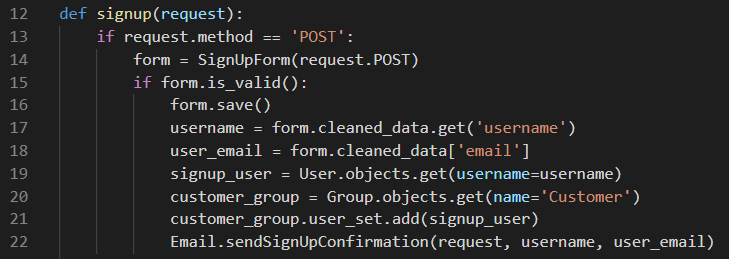 12 def signup(request):
13 if request.method == 'POST':
14 form = SignUpForm(request.POST)
15 if form.is_valid():
16 form.save()
17 username = form.cleaned_data.get('username')
18 user_email = form.cleaned_data['email']
19 signup_user = User.objects.get(username=username)
20 customer_group = Group.objects.get(name='Customer')
21 customer_group.user_set.add(signup_user)
22 Email.sendSignUpConfirmation(request, username, user_email)